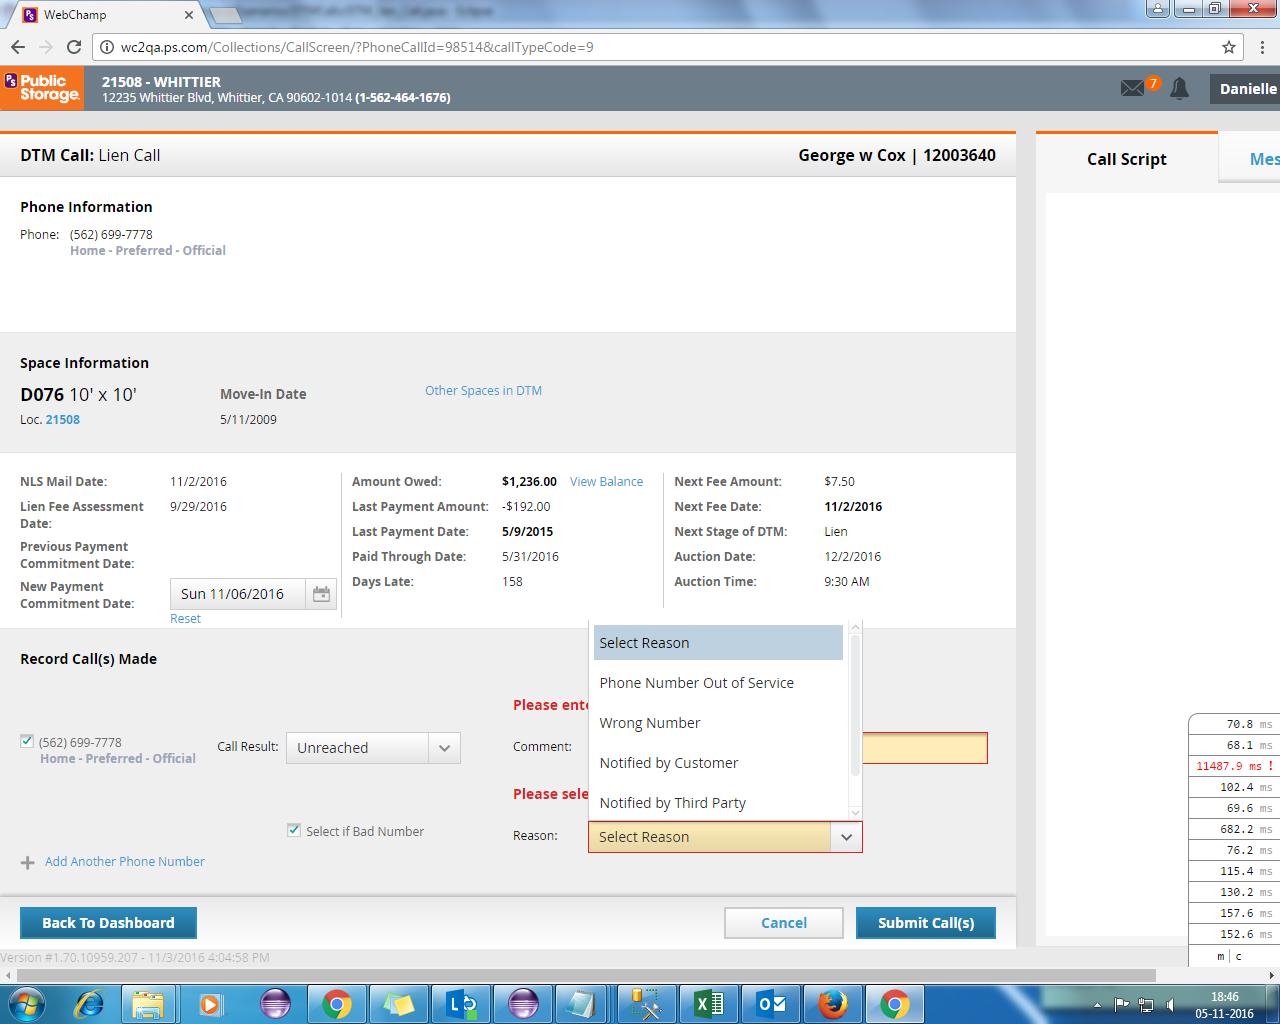 WebChamp
wc2qa.ps.com/Collections/CallScreen/?PhoneCallId=98514&callTypeCode=9
PS Public Storage.
21508 - WHITTIER
12235 Whittier Blvd, Whittier, CA 90602-1014 (1-562-464-1676)
7
Danielle
DTM Call: Lien Call
George w Cox | 12003640
Call Script
Mes
Phone Information
Phone: (562) 699-7778
Home - Preferred - Official
Space Information
D076 10' x 10'
Move-In Date
Other Spaces in DTM
Loc. 21508
5/11/2009
NLS Mail Date: 11/2/2016
Lien Fee Assessment Date: 9/29/2016
Previous Payment Commitment Date:
New Payment Commitment Date: Sun 11/06/2016
Reset
Amount Owed: $1,236.00 View Balance
Last Payment Amount: -$192.00
Last Payment Date: 5/9/2015
Paid Through Date: 5/31/2016
Days Late: 158
Next Fee Amount: $7.50
Next Fee Date: 11/2/2016
Next Stage of DTM: Lien
Auction Date: 12/2/2016
Auction Time: 9:30 AM
Record Call(s) Made
(562) 699-7778
Home - Preferred - Official
Call Result: Unreached
Please ente
Comment:
Please sele
Select if Bad Number
Reason: Select Reason
Select Reason
Phone Number Out of Service
Wrong Number
Notified by Customer
Notified by Third Party
Add Another Phone Number
Back To Dashboard
Cancel
Submit Call(s)
Version #1.70.10959.207 - 11/3/2016 4:04:58 PM
70.8 ms
68.1 ms
11487.9 ms !
102.4 ms
69.6 ms
682.2 ms
76.2 ms
115.4 ms
130.2 ms
157.6 ms
152.6 ms
m | c
18:46
05-11-2016